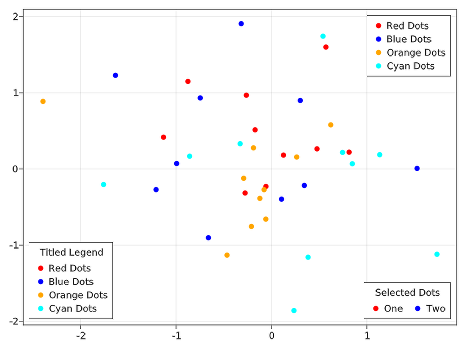 2
1
0
-1
-2
-2
-1
0
1
Red Dots
Blue Dots
Orange Dots
Cyan Dots
Titled Legend
Red Dots
Blue Dots
Orange Dots
Cyan Dots
Selected Dots
One Two